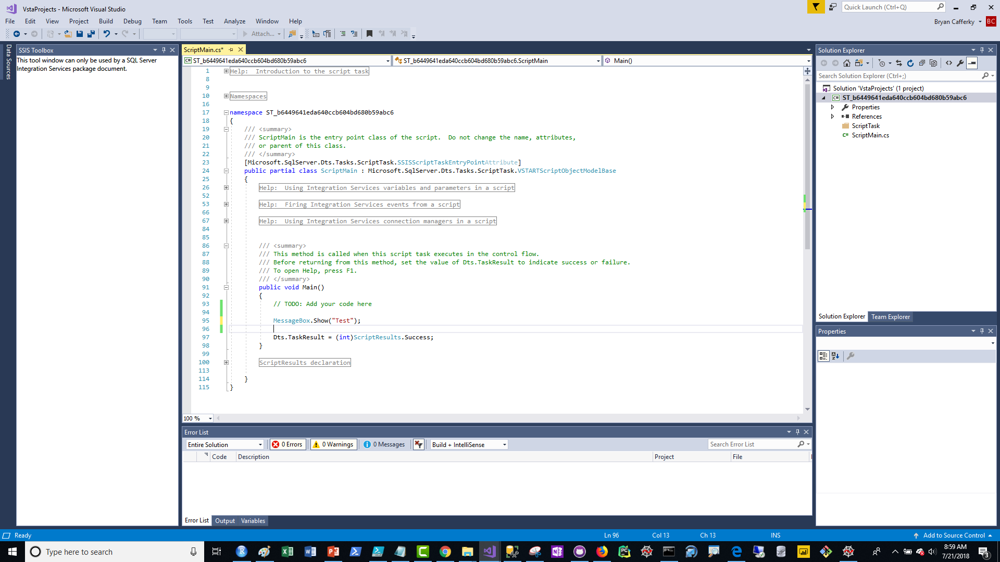 VstaProjects - Microsoft Visual Studio
Quick Launch (Ctrl+Q)
File Edit View Project Build Debug Team Tools Test Analyze Window Help
Bryan Cafferky BC
Attach...
Data Sources
SSIS Toolbox
This tool window can only be used by a SQL Server
Integration Services package document.
ScriptMain.cs*
C# ST_b6449641eda640ccb604bd680b59abc6
ST_b6449641eda640ccb604bd680b59abc6.ScriptMain
Main()
1 Help:  Introduction to the script task
8
9
10 Namespaces
16
17 namespace ST_b6449641eda640ccb604bd680b59abc6
18 {
19 /// <summary>
20 /// ScriptMain is the entry point class of the script.  Do not change the name, attributes,
21 /// or parent of this class.
22 /// </summary>
23 [Microsoft.SqlServer.Dts.Tasks.ScriptTask.SSISScriptTaskEntryPointAttribute]
24 public partial class ScriptMain : Microsoft.SqlServer.Dts.Tasks.ScriptTask.VSTARTScriptObjectModelBase
25 {
26 Help:  Using Integration Services variables and parameters in a script
52
53 Help:  Firing Integration Services events from a script
66
67 Help:  Using Integration Services connection managers in a script
84
85
86 /// <summary>
87 /// This method is called when this script task executes in the control flow.
88 /// Before returning from this method, set the value of Dts.TaskResult to indicate success or failure.
89 /// To open Help, press F1.
90 /// </summary>
91 public void Main()
92 {
93 // TODO: Add your code here
94
95 MessageBox.Show("Test");
96
97 Dts.TaskResult = (int)ScriptResults.Success;
98 }
99
100 ScriptResults declaration
113
114 }
115 }
100 %
Solution Explorer
Search Solution Explorer (Ctrl+;)
Solution 'VstaProjects' (1 project)
C# ST_b6449641eda640ccb604bd680b59abc6
Properties
References
ScriptTask
C# ScriptMain.cs
Solution Explorer Team Explorer
Properties
Error List
Entire Solution 0 Errors 0 Warnings 0 Messages Build + IntelliSense Search Error List
Code Description Project File
Error List Output Variables
Ready Ln 96 Col 13 Ch 13 INS Add to Source Control
Type here to search
8:59 AM
7/21/2018
3